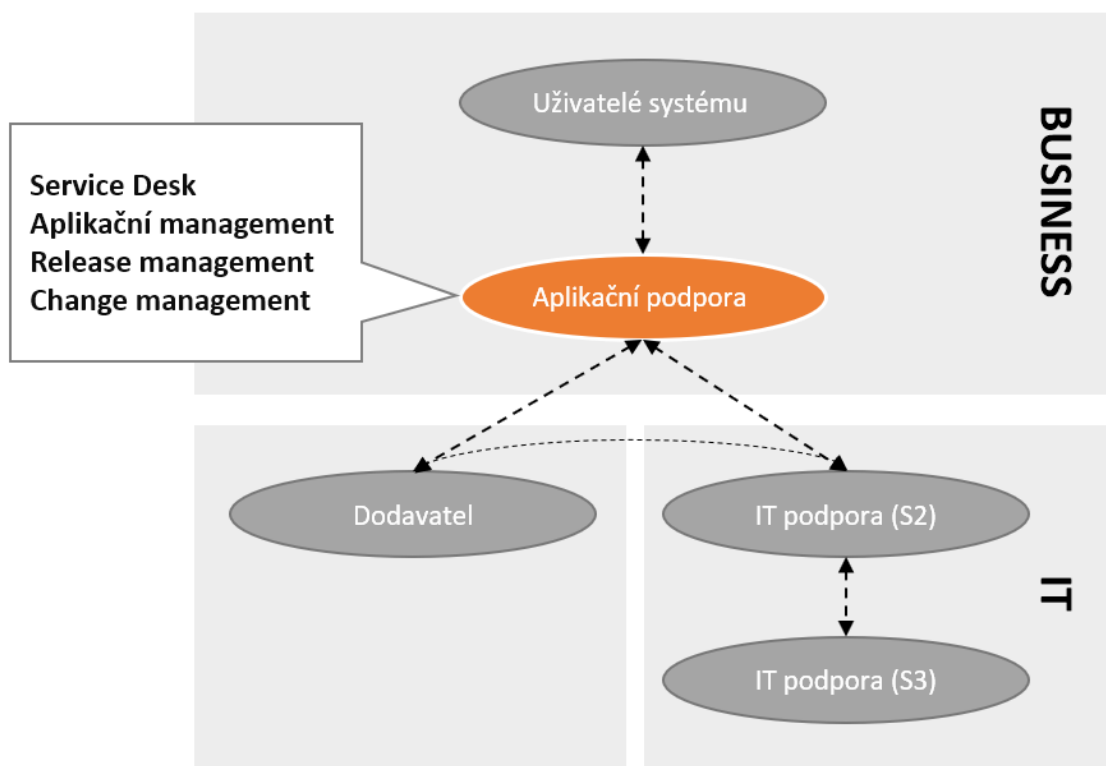 Uživatelé systému
BUSINESS
Service Desk
Aplikační management
Release management
Change management
Aplikační podpora
Dodavatel
IT podpora (S2)
IT
IT podpora (S3)